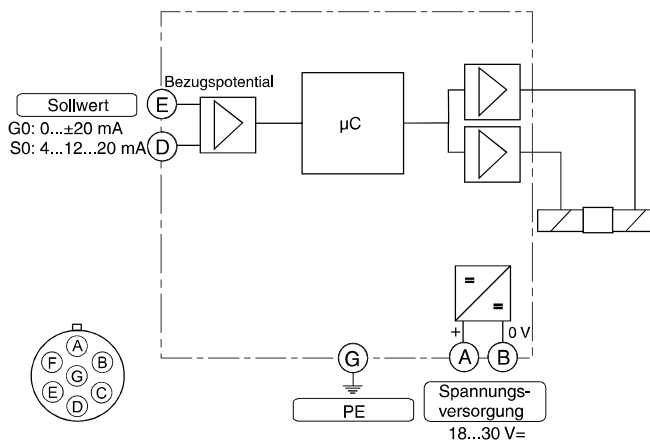 Bezugspotential
E
Sollwert
G0: 0...±20 mA
S0: 4...12...20 mA
D
µC
=
=
+
0 V
A
B
G
PE
Spannungs-
versorgung
18...30 V=
A
F
B
G
E
C
D